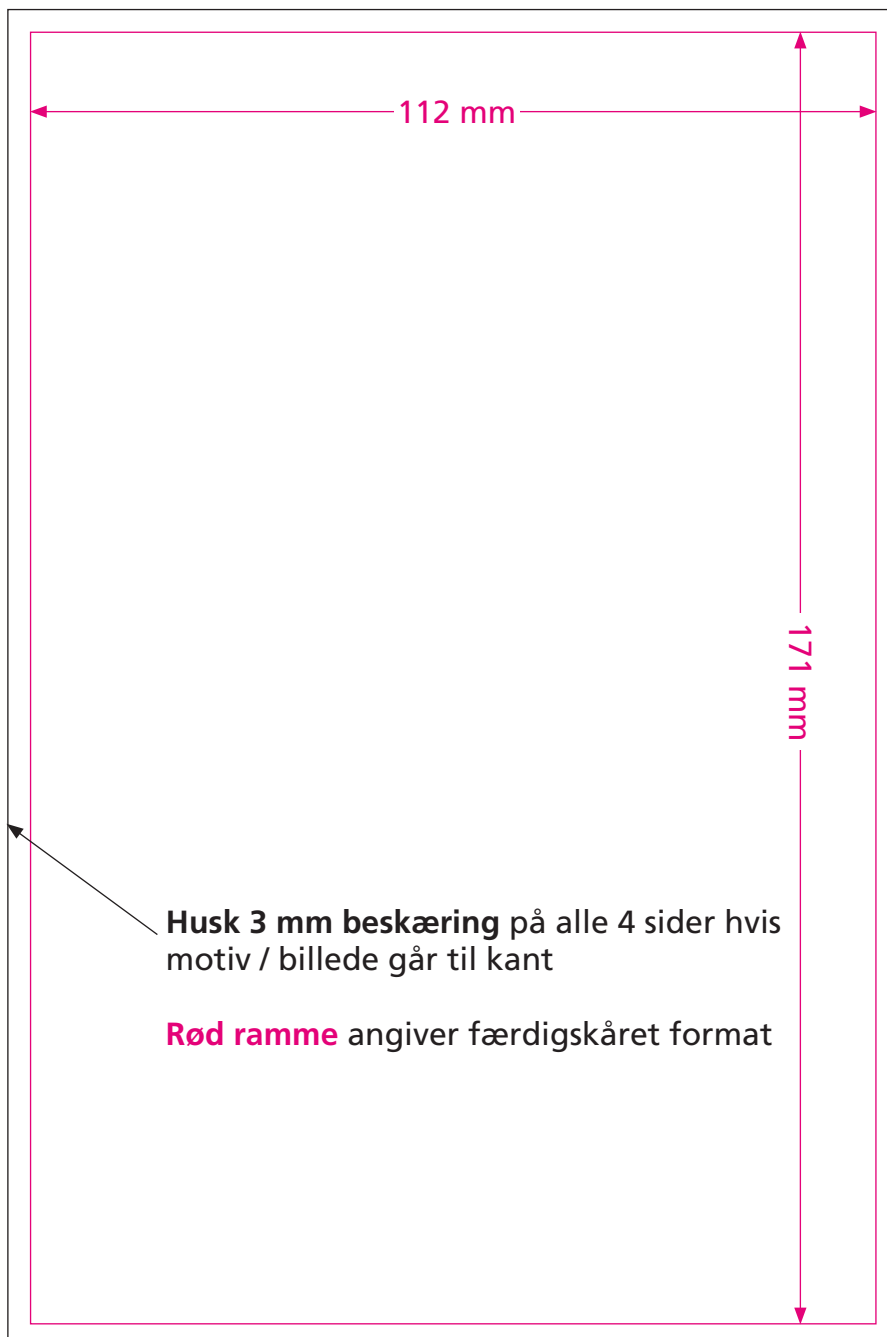 112 mm
171 mm
Husk 3 mm beskæring på alle 4 sider hvis
motiv / billede går til kant
Rød ramme angiver færdigskåret format